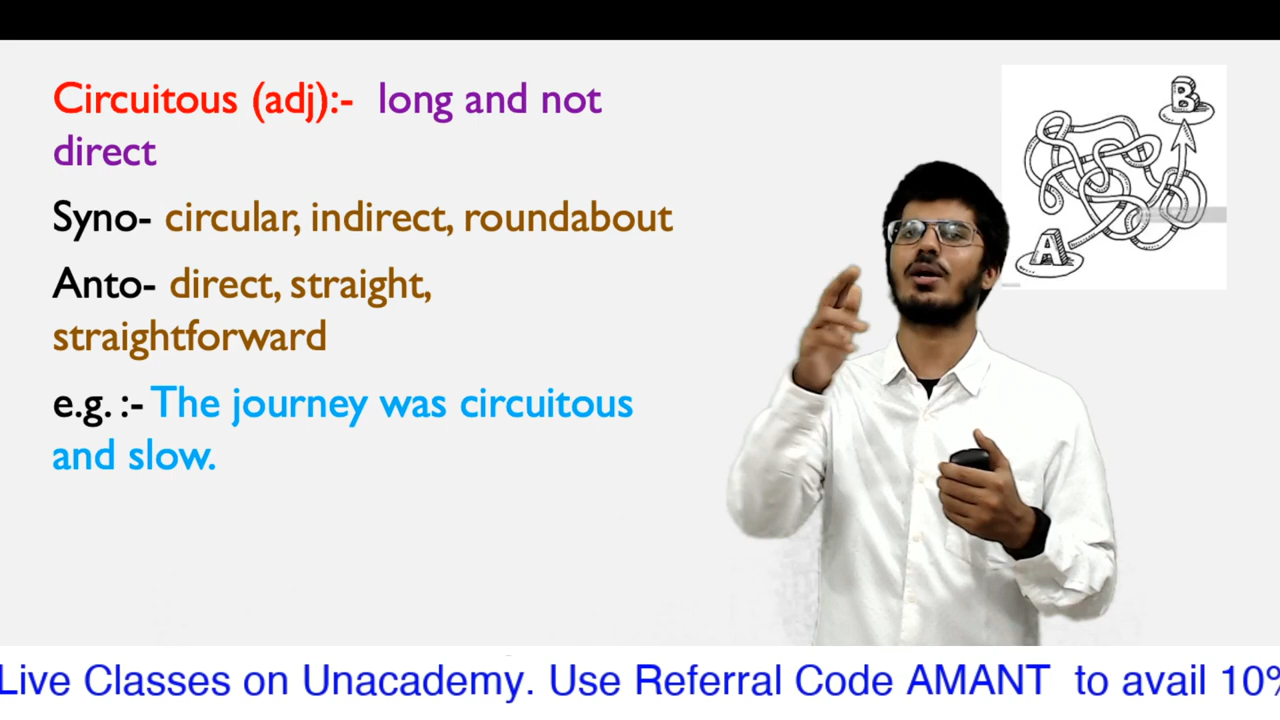 Circuitous (adj):- long and not
direct
Syno- circular, indirect, roundabout
Anto- direct, straight,
straightforward
e.g. :- The journey was circuitous
and slow.
B
A
Live Classes on Unacademy. Use Referral Code AMANT to avail 10%